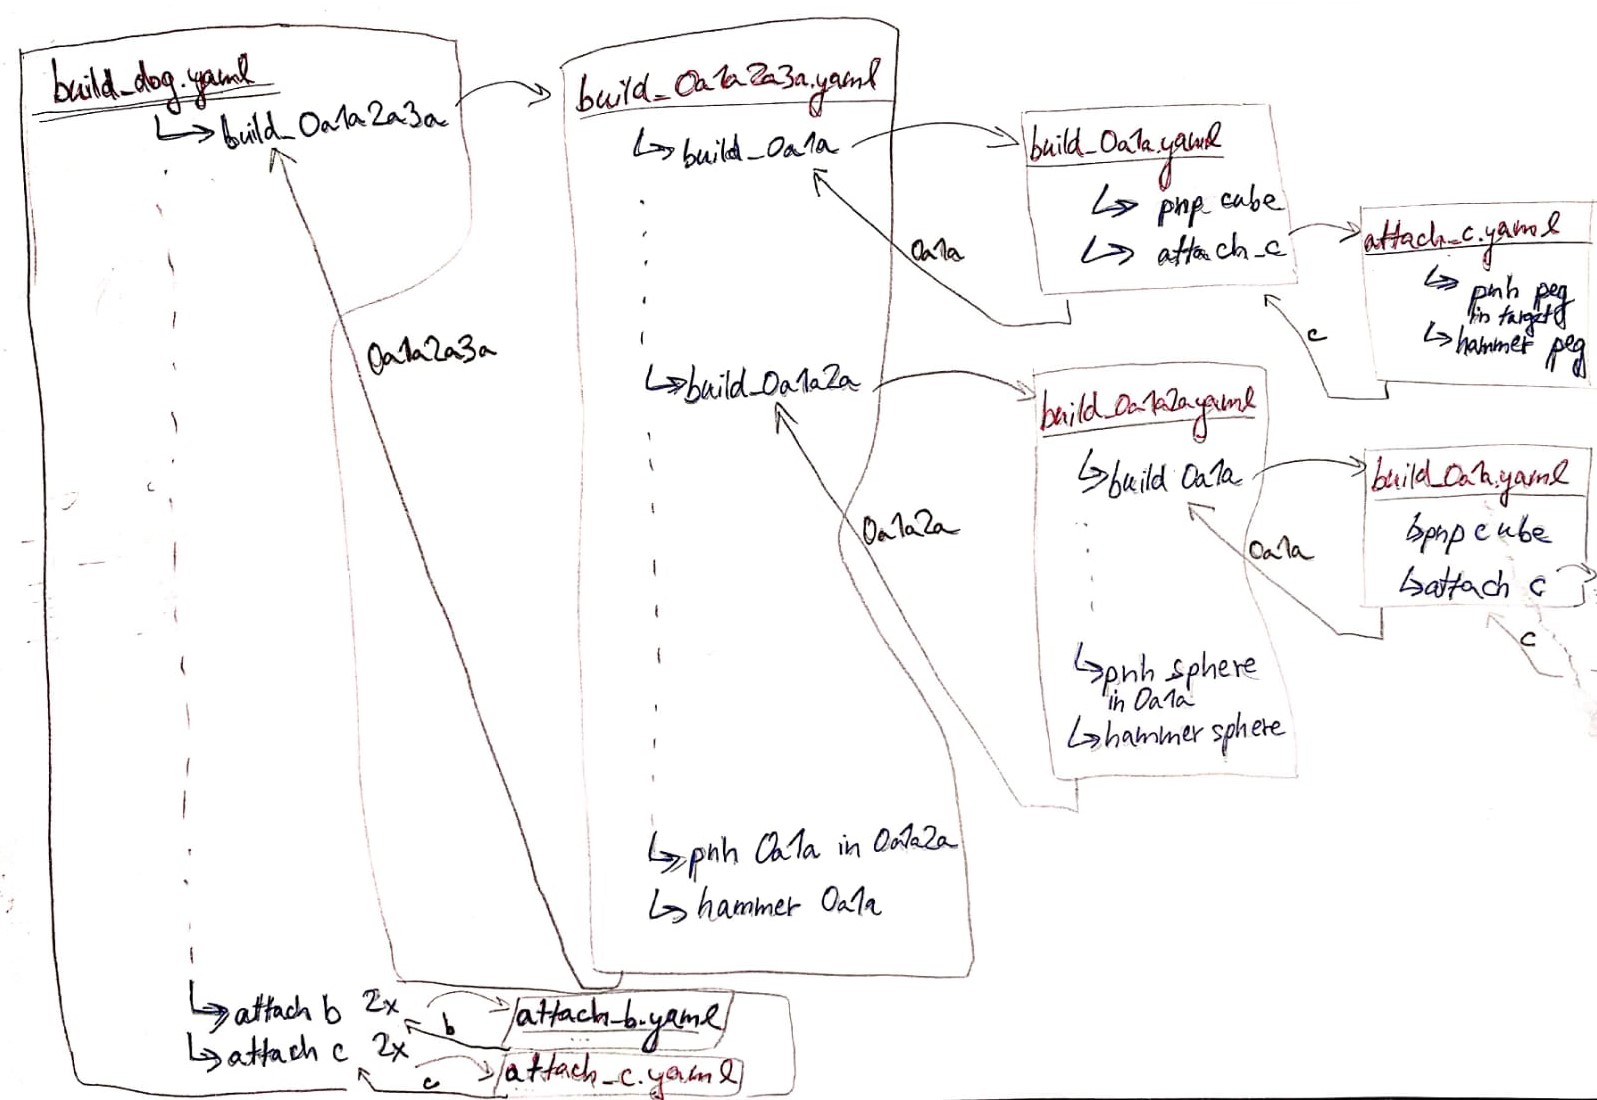 build_dog.yaml
build_0a1a2a3a
0a1a2a3a
attach b 2x
b
attach c 2x
c
attach_b.yaml
...
attach_c.yaml
build_0a1a2a3a.yaml
build_0a1a
0a1a
build_0a1a2a
0a1a2a
pnh 0a1a in 0a1a2a
hammer 0a1a
build_0a1a.yaml
pnp cube
attach_c
c
attach_c.yaml
pnh peg
in target
hammer peg
build_0a1a2a.yaml
build 0a1a
0a1a
pnh sphere
in 0a1a
hammer sphere
build_0a1a.yaml
pnp cube
attach c
c